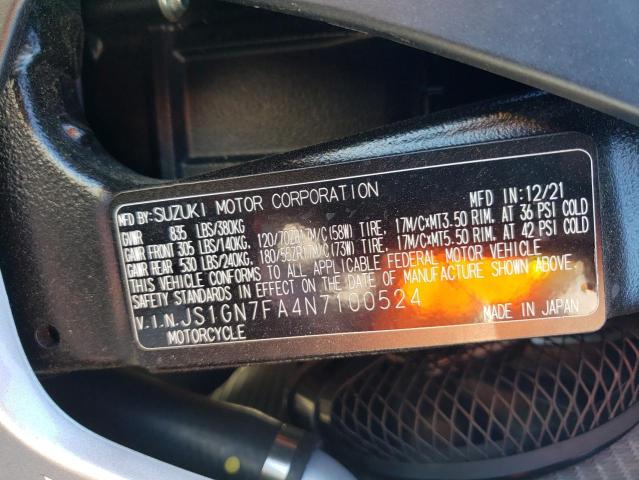 MFD BY:SUZUKI MOTOR CORPORATION MFD IN:12/21
GVWR 835 LBS/380KG
GAWR FRONT 305 LBS/140KG, 120/70ZR17M/C(58W) TIRE, 17M/CxMT3.50 RIM, AT 36 PSI COLD
GAWR REAR 530 LBS/240KG, 180/55ZR17M/C(73W) TIRE, 17M/CxMT5.50 RIM, AT 42 PSI COLD
THIS VEHICLE CONFORMS TO ALL APPLICABLE FEDERAL MOTOR VEHICLE
SAFETY STANDARDS IN EFFECT ON THE DATE OF MANUFACTURE SHOWN ABOVE.
V.I.N.JS1GN7FA4N7100524
MOTORCYCLE MADE IN JAPAN